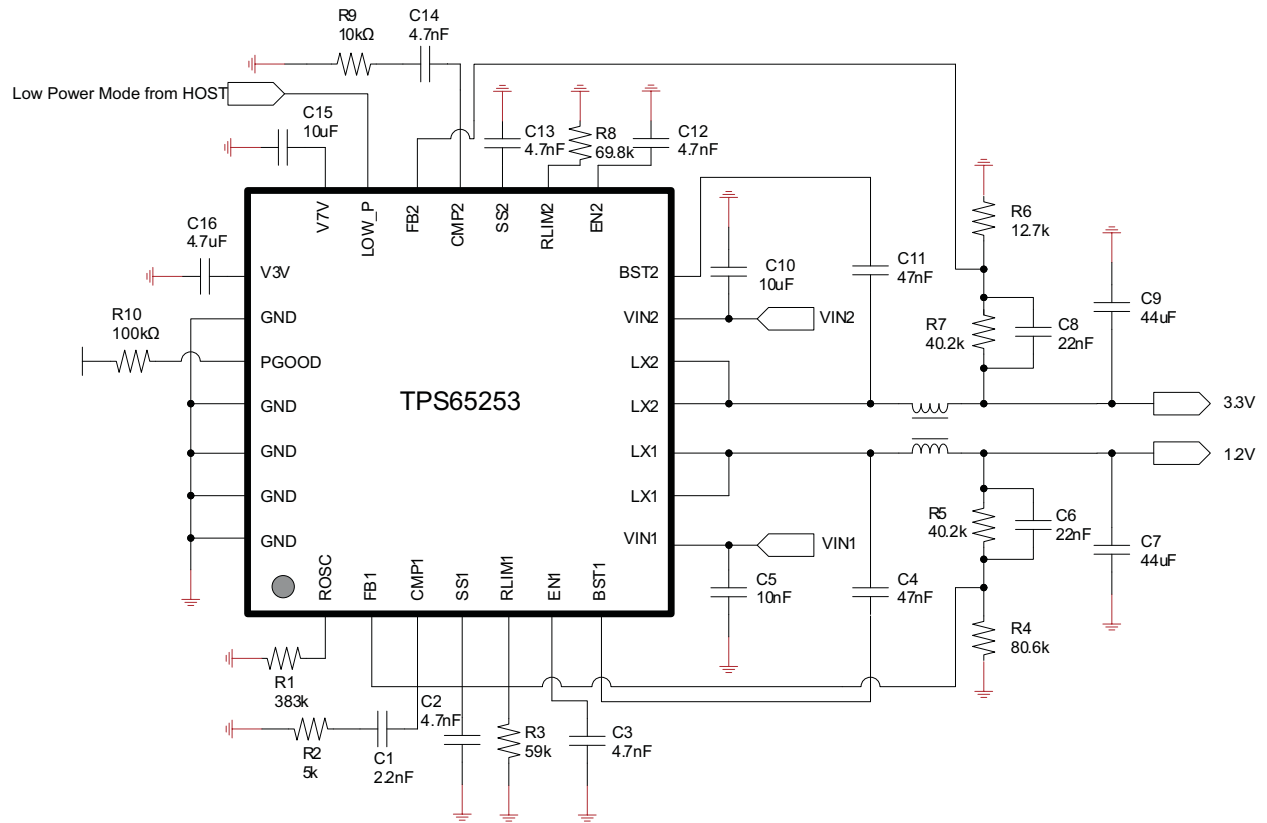 R9
10kΩ
C14
4.7nF
Low Power Mode from HOST
C15
10uF
C13
4.7nF
R8
69.8k
C12
4.7nF
V7V
LOW_P
FB2
CMP2
SS2
RLIM2
EN2
R6
12.7k
C16
4.7uF
V3V
BST2
C10
10uF
C11
47nF
C9
44uF
R10
100kΩ
GND
VIN2
VIN2
R7
40.2k
C8
22nF
PGOOD
LX2
TPS65253
GND
LX2
3.3V
GND
LX1
1.2V
GND
LX1
R5
40.2k
C6
22nF
GND
VIN1
VIN1
C7
44uF
C5
10nF
C4
47nF
ROSC
FB1
CMP1
SS1
RLIM1
EN1
BST1
R4
80.6k
R1
383k
C2
4.7nF
R2
5k
C1
2.2nF
R3
59k
C3
4.7nF